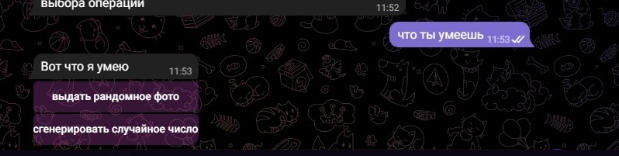 выбора операции
11:52
что ты умеешь 11:53
Вот что я умею
11:53
выдать рандомное фото
сгенерировать случайное число